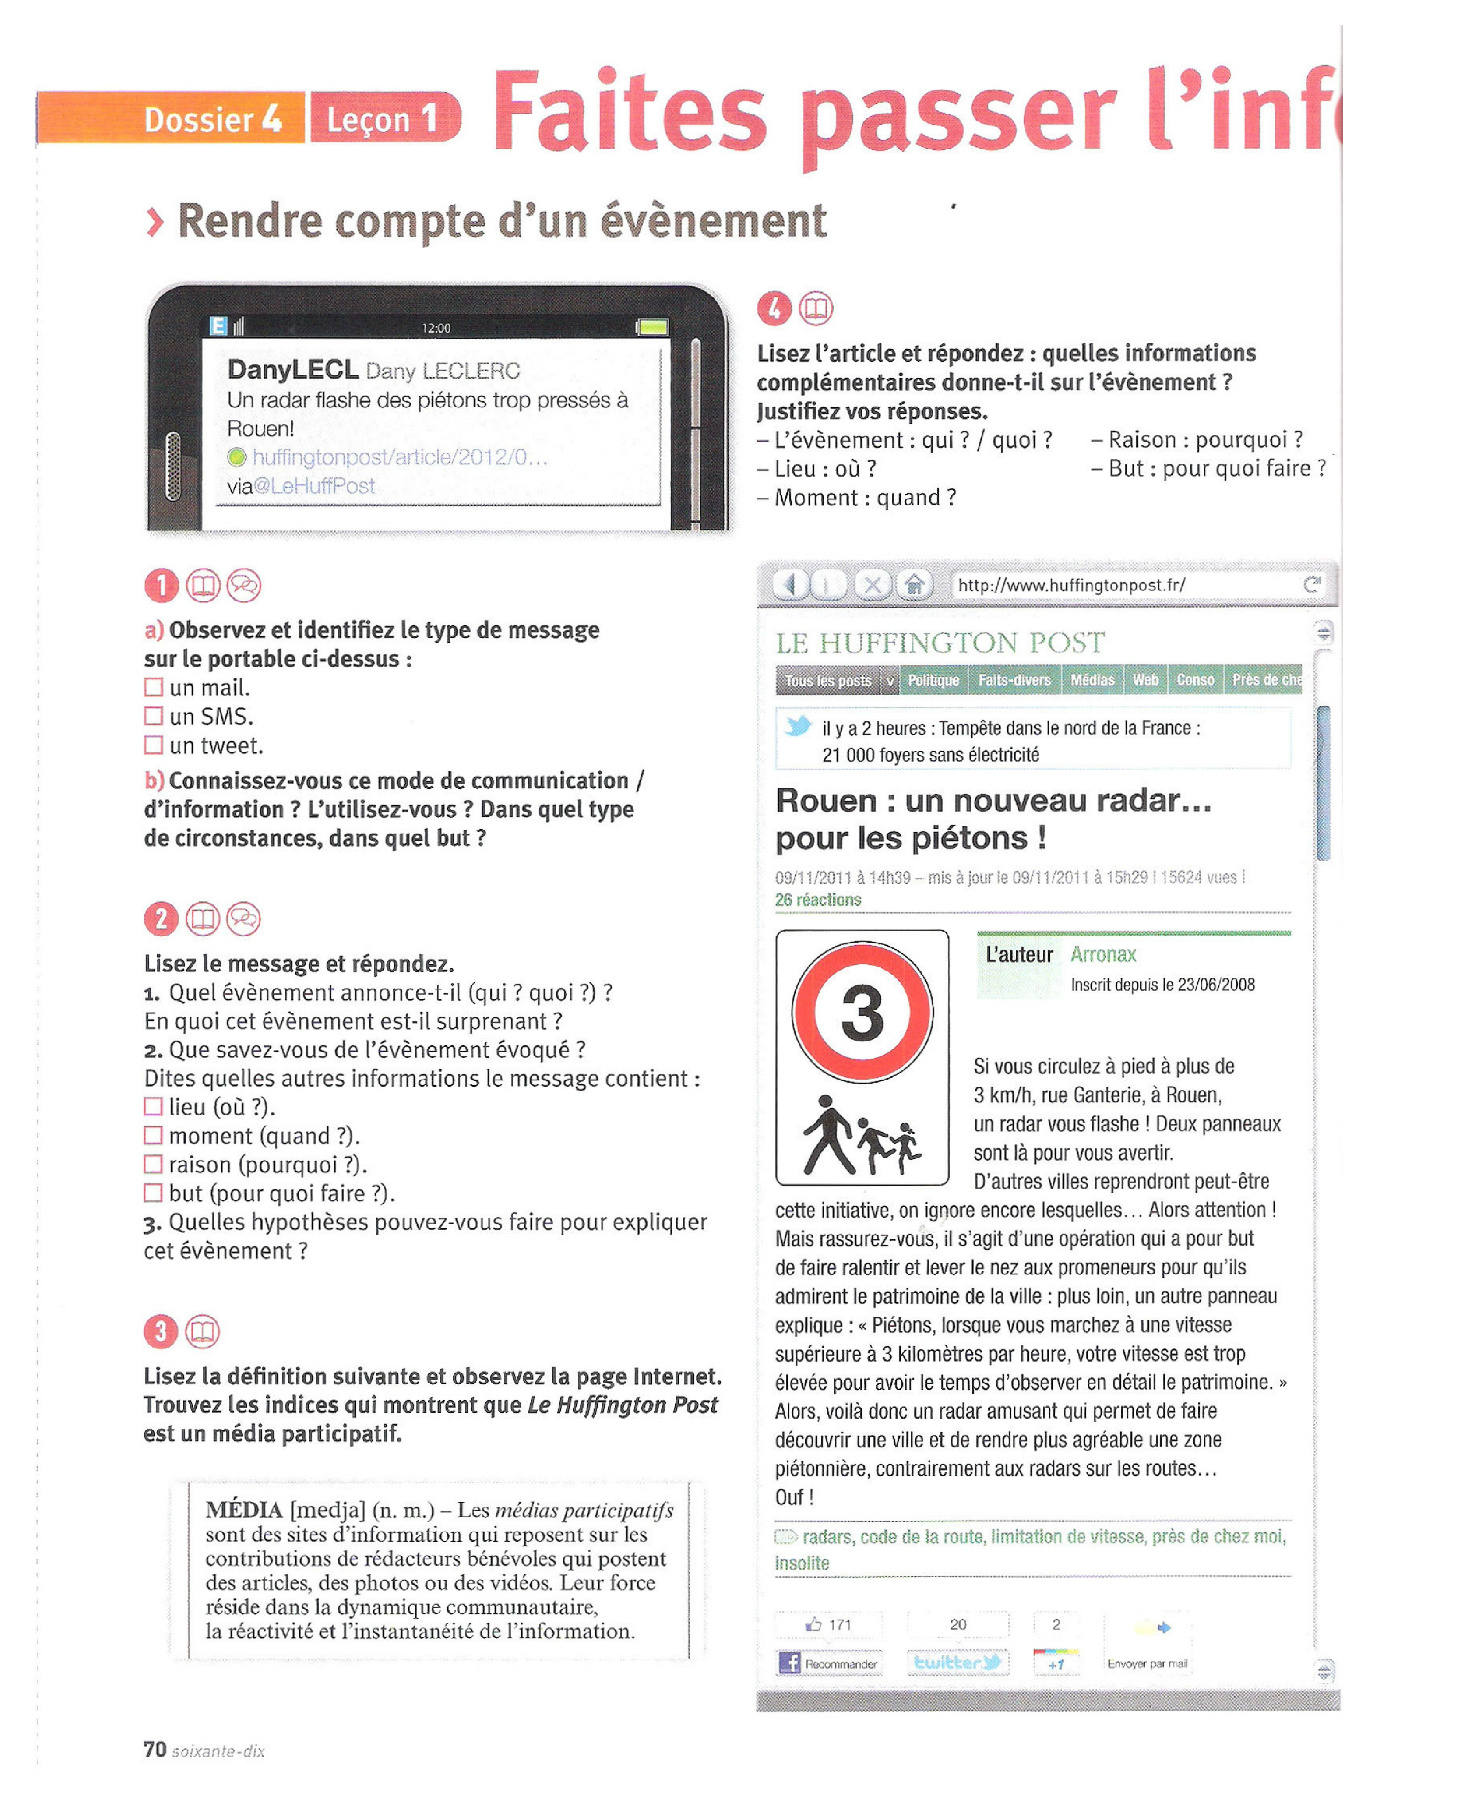 Dossier 4 Leçon 1 Faites passer l'inf
› Rendre compte d'un évènement
E 12:00
DanyLECL Dany LECLERC
Un radar flashe des piétons trop pressés à
Rouen!
huffingtonpost/article/2012/0...
via@LeHuffPost
1
a) Observez et identifiez le type de message
sur le portable ci-dessus :
un mail.
un SMS.
un tweet.
b) Connaissez-vous ce mode de communication /
d'information ? L'utilisez-vous ? Dans quel type
de circonstances, dans quel but ?
2
Lisez le message et répondez.
1. Quel évènement annonce-t-il (qui ? quoi ?) ?
En quoi cet évènement est-il surprenant ?
2. Que savez-vous de l'évènement évoqué ?
Dites quelles autres informations le message contient :
lieu (où ?).
moment (quand ?).
raison (pourquoi ?).
but (pour quoi faire ?).
3. Quelles hypothèses pouvez-vous faire pour expliquer
cet évènement ?
3
Lisez la définition suivante et observez la page Internet.
Trouvez les indices qui montrent que Le Huffington Post
est un média participatif.
MÉDIA [medja] (n. m.) – Les médias participatifs
sont des sites d'information qui reposent sur les
contributions de rédacteurs bénévoles qui postent
des articles, des photos ou des vidéos. Leur force
réside dans la dynamique communautaire,
la réactivité et l'instantanéité de l'information.
4
Lisez l'article et répondez : quelles informations
complémentaires donne-t-il sur l'évènement ?
Justifiez vos réponses.
– L'évènement : qui ? / quoi ? – Raison : pourquoi ?
– Lieu : où ? – But : pour quoi faire ?
– Moment : quand ?
http://www.huffingtonpost.fr/
LE HUFFINGTON POST
Tous les posts v Politique Faits-divers Médias Web Conso Près de che
il y a 2 heures : Tempête dans le nord de la France :
21 000 foyers sans électricité
Rouen : un nouveau radar...
pour les piétons !
09/11/2011 à 14h39 – mis à jour le 09/11/2011 à 15h29 | 15624 vues |
26 réactions
3
L'auteur Arronax
Inscrit depuis le 23/06/2008
Si vous circulez à pied à plus de
3 km/h, rue Ganterie, à Rouen,
un radar vous flashe ! Deux panneaux
sont là pour vous avertir.
D'autres villes reprendront peut-être
cette initiative, on ignore encore lesquelles... Alors attention !
Mais rassurez-vous, il s'agit d'une opération qui a pour but
de faire ralentir et lever le nez aux promeneurs pour qu'ils
admirent le patrimoine de la ville : plus loin, un autre panneau
explique : « Piétons, lorsque vous marchez à une vitesse
supérieure à 3 kilomètres par heure, votre vitesse est trop
élevée pour avoir le temps d'observer en détail le patrimoine. »
Alors, voilà donc un radar amusant qui permet de faire
découvrir une ville et de rendre plus agréable une zone
piétonnière, contrairement aux radars sur les routes...
Ouf !
radars, code de la route, limitation de vitesse, près de chez moi,
insolite
171 20 2
f Recommander twitter +1 Envoyer par mail
70 soixante-dix